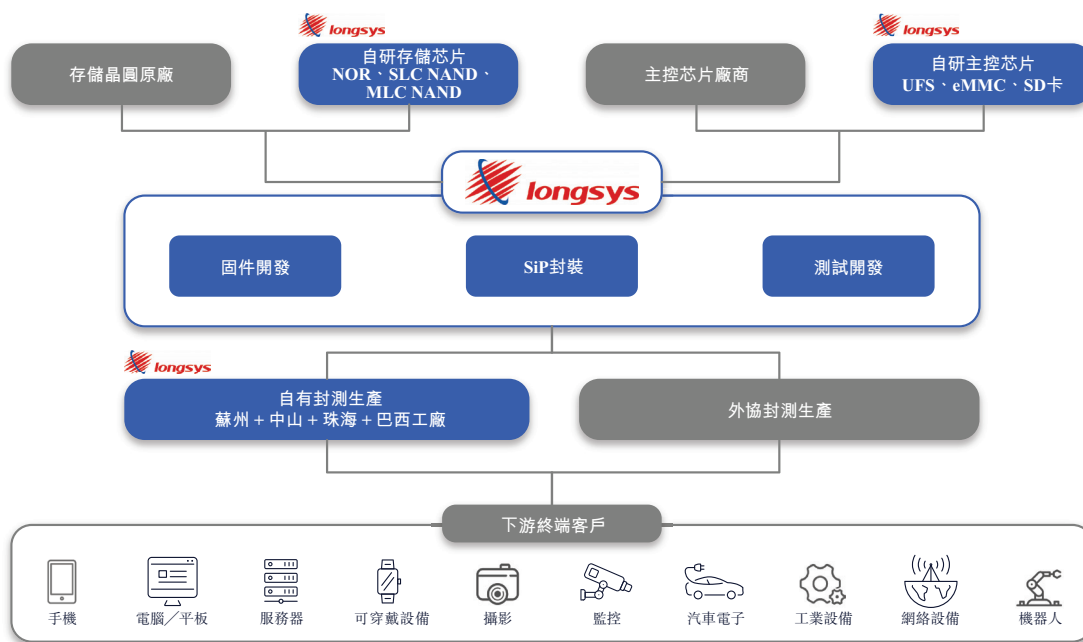 longsys
longsys
存儲晶圓原廠
自研存儲芯片
NOR、SLC NAND、
MLC NAND
主控芯片廠商
自研主控芯片
UFS、eMMC、SD卡
longsys
固件開發
SiP封裝
測試開發
longsys
自有封測生產
蘇州+中山+珠海+巴西工廠
外協封測生產
下游終端客戶
手機
電腦／平板
服務器
可穿戴設備
攝影
監控
汽車電子
工業設備
網絡設備
機器人